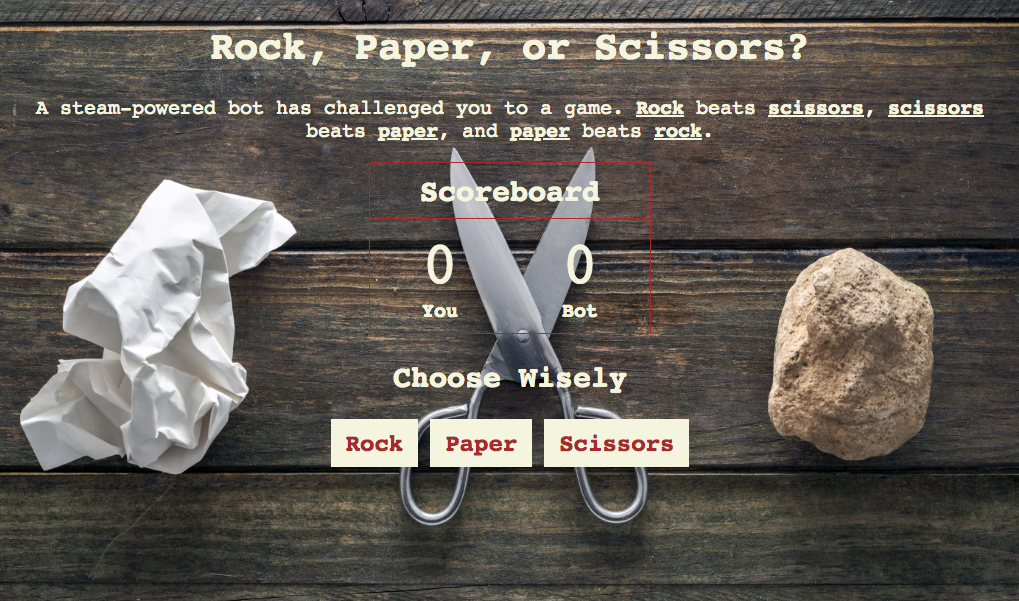 Rock, Paper, or Scissors?
A steam-powered bot has challenged you to a game. Rock beats scissors, scissors
beats paper, and paper beats rock.
Scoreboard
0 0
You Bot
Choose Wisely
Rock Paper Scissors